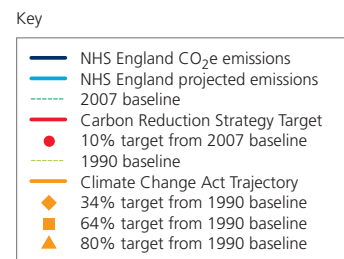 Key
NHS England CO₂e emissions
NHS England projected emissions
2007 baseline
Carbon Reduction Strategy Target
10% target from 2007 baseline
1990 baseline
Climate Change Act Trajectory
34% target from 1990 baseline
64% target from 1990 baseline
80% target from 1990 baseline